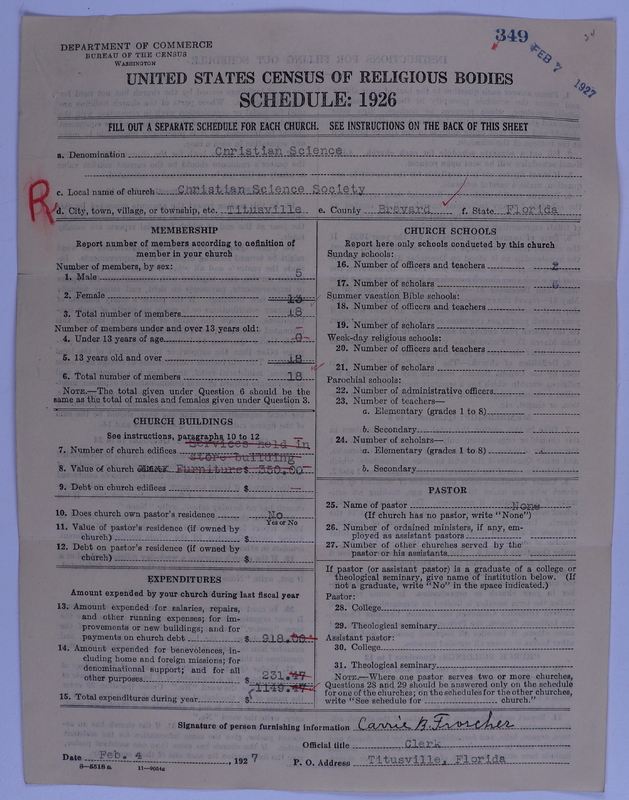 349
FEB 7 1927
DEPARTMENT OF COMMERCE
BUREAU OF THE CENSUS
WASHINGTON
UNITED STATES CENSUS OF RELIGIOUS BODIES
SCHEDULE: 1926
FILL OUT A SEPARATE SCHEDULE FOR EACH CHURCH. SEE INSTRUCTIONS ON THE BACK OF THIS SHEET
a. Denomination Christian Science
c. Local name of church Christian Science Society
R
d. City, town, village, or township, etc. Titusville e. County Brevard f. State Florida
MEMBERSHIP
Report number of members according to definition of
member in your church
Number of members, by sex:
1. Male 5
2. Female 13
3. Total number of members 18
Number of members under and over 13 years old:
4. Under 13 years of age -0-
5. 13 years old and over 18
6. Total number of members 18
NOTE.—The total given under Question 6 should be the
same as the total of males and females given under Question 3.
CHURCH BUILDINGS
See instructions, paragraphs 10 to 12
Services held in
7. Number of church edifices
store building
8. Value of church Furniture $ 350.00
9. Debt on church edifices $
10. Does church own pastor's residence No
Yes or No
11. Value of pastor's residence (if owned by
church) $
12. Debt on pastor's residence (if owned by
church) $
EXPENDITURES
Amount expended by your church during last fiscal year
13. Amount expended for salaries, repairs,
and other running expenses; for im-
provements or new buildings; and for
payments on church debt $ 918.00
14. Amount expended for benevolences, in-
cluding home and foreign missions; for
denominational support; and for all
other purposes $ 231.47
15. Total expenditures during year $ 1149.47
CHURCH SCHOOLS
Report here only schools conducted by this church
Sunday schools:
16. Number of officers and teachers 2
17. Number of scholars 6
Summer vacation Bible schools:
18. Number of officers and teachers
19. Number of scholars
Week-day religious schools:
20. Number of officers and teachers
21. Number of scholars
Parochial schools:
22. Number of administrative officers
23. Number of teachers—
a. Elementary (grades 1 to 8)
b. Secondary
24. Number of scholars—
a. Elementary (grades 1 to 8)
b. Secondary
PASTOR
25. Name of pastor None
(If church has no pastor, write "None")
26. Number of ordained ministers, if any, em-
ployed as assistant pastors
27. Number of other churches served by the
pastor or his assistants
If pastor (or assistant pastor) is a graduate of a college or
theological seminary, give name of institution below. (If
not a graduate, write "No" in the space indicated.)
Pastor:
28. College
29. Theological seminary
Assistant pastor:
30. College
31. Theological seminary
NOTE.—Where one pastor serves two or more churches,
Questions 28 and 29 should be answered only on the schedule
for one of the churches; on the schedules for the other churches,
write "See schedule for church."
Signature of person furnishing information Carrie B. Froscher
Official title Clerk
Date Feb. 4, 1927 P. O. Address Titusville, Florida
8—5518a 11—9034a